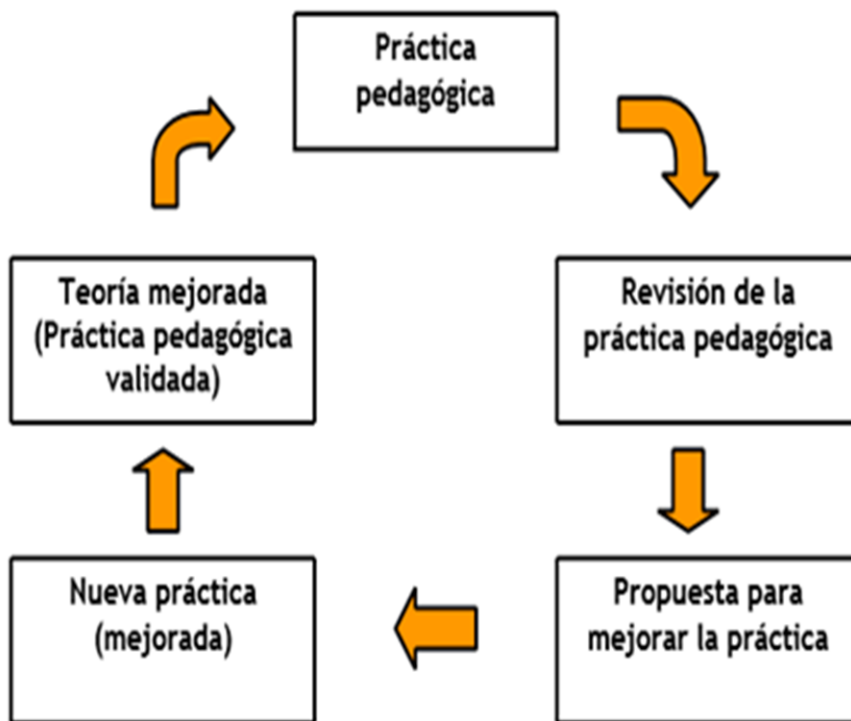 Práctica
pedagógica
Teoría mejorada
(Práctica pedagógica
validada)
Revisión de la
práctica pedagógica
Nueva práctica
(mejorada)
Propuesta para
mejorar la práctica